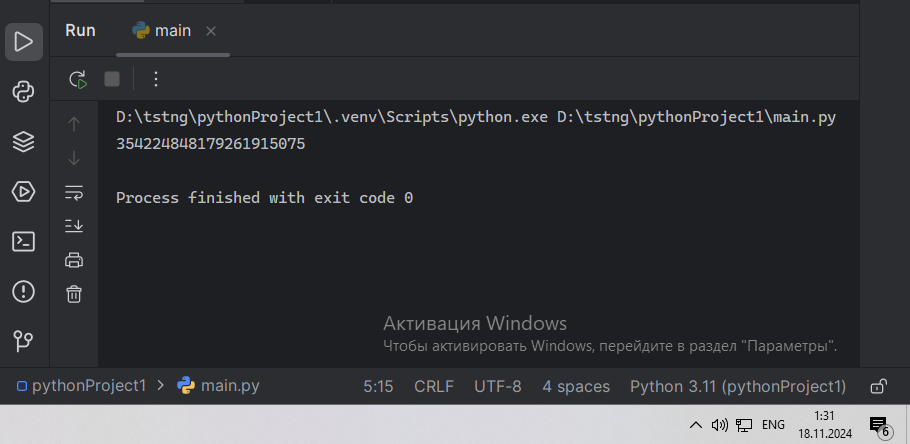 Run
main
D:\tstng\pythonProject1\.venv\Scripts\python.exe D:\tstng\pythonProject1\main.py
354224848179261915075
Process finished with exit code 0
Активация Windows
Чтобы активировать Windows, перейдите в раздел "Параметры".
pythonProject1 > main.py 5:15 CRLF UTF-8 4 spaces Python 3.11 (pythonProject1)
ENG
1:31
18.11.2024
6